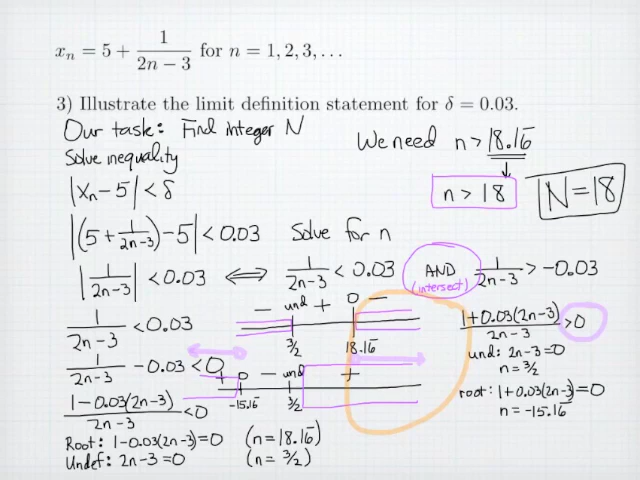 x_n = 5 + 1/(2n − 3) for n = 1, 2, 3, . . .
3) Illustrate the limit definition statement for δ = 0.03.
Our task: Find integer N
We need n > 18.16̅
Solve inequality
n > 18
N = 18
|x_n − 5| < δ
|(5 + 1/(2n−3)) − 5| < 0.03 Solve for n
|1/(2n−3)| < 0.03 ⟺ 1/(2n−3) < 0.03 AND (intersect) 1/(2n−3) > −0.03
− und + 0 −
3/2 18.16̅
1/(2n−3) < 0.03
(1+0.03(2n−3))/(2n−3) > 0
1/(2n−3) − 0.03 < 0
und: 2n−3=0
n = 3/2
+ 0 − und +
−15.16̅ 3/2
root: 1+0.03(2n−3)=0
n = −15.16̅
(1−0.03(2n−3))/(2n−3) < 0
Root: 1−0.03(2n−3)=0 (n=18.16̅)
Undef: 2n−3=0 (n= 3/2)